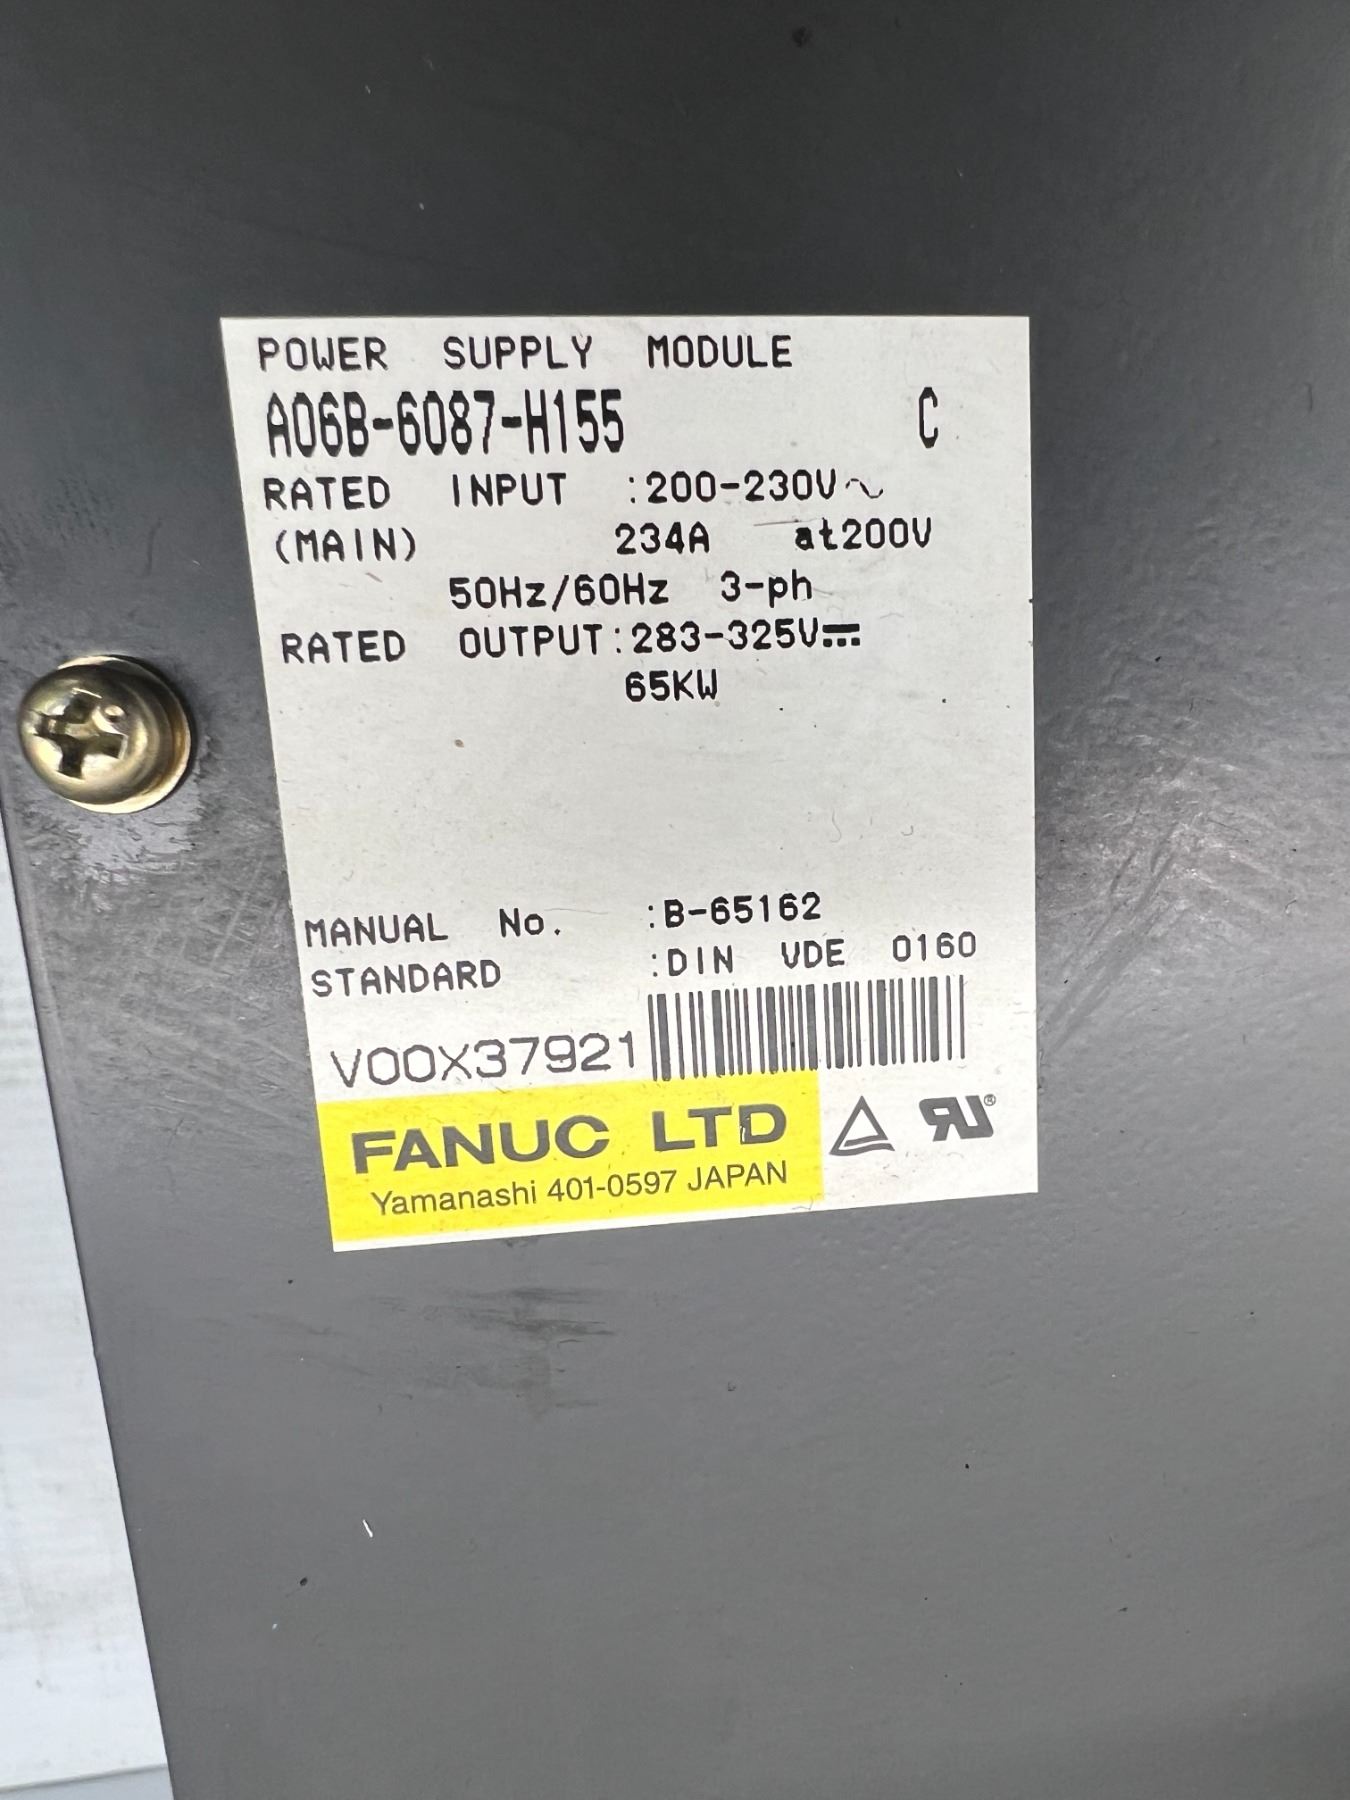 POWER SUPPLY MODULE
A06B-6087-H155 C
RATED INPUT :200-230V~
(MAIN) 234A at200V
50Hz/60Hz 3-ph
RATED OUTPUT:283-325V⎓
65KW
MANUAL No. :B-65162
STANDARD :DIN VDE 0160
V00X37921
FANUC LTD
Yamanashi 401-0597 JAPAN
RU®